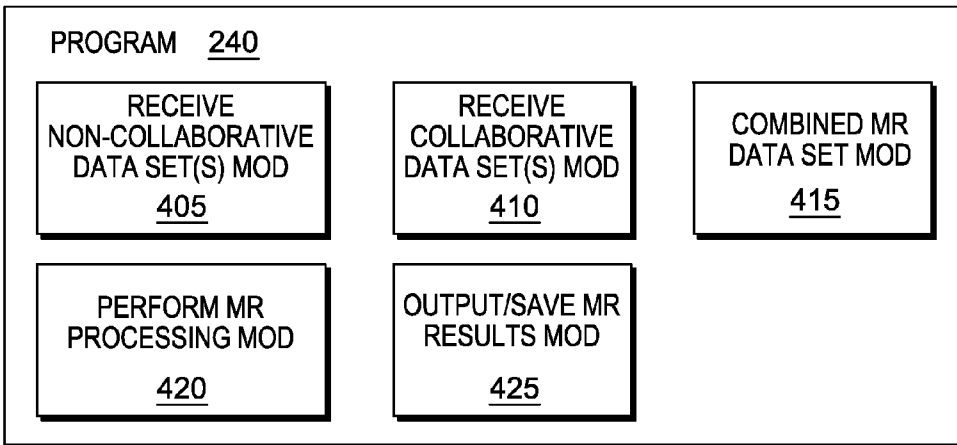 PROGRAM 240
RECEIVE
NON-COLLABORATIVE
DATA SET(S) MOD
405
RECEIVE
COLLABORATIVE
DATA SET(S) MOD
410
COMBINED MR
DATA SET MOD
415
PERFORM MR
PROCESSING MOD
420
OUTPUT/SAVE MR
RESULTS MOD
425